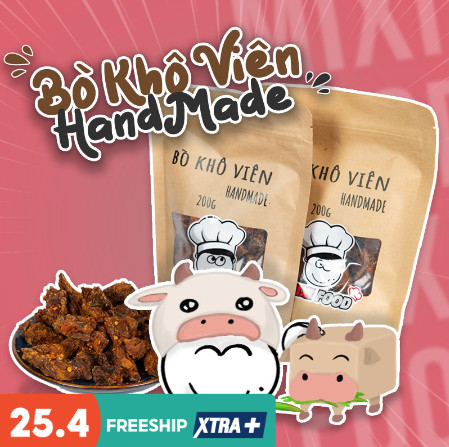 Bò Khô Viên
HandMade
BÒ KHÔ VIÊN
HANDMADE
200G
KHÔ VIÊN
HANDMADE
200G
FOOD
25.4 FREESHIP XTRA+